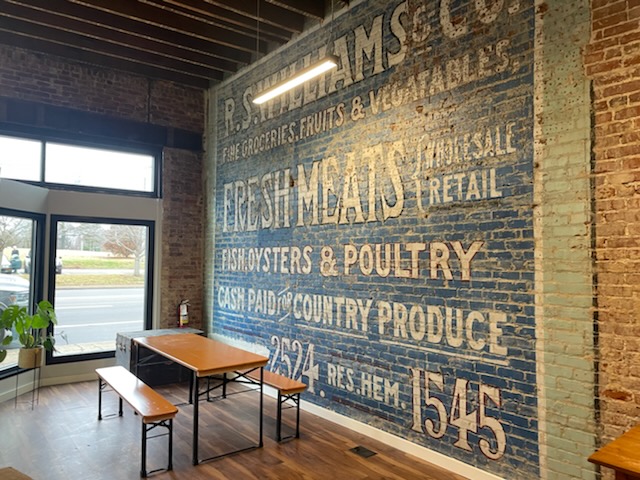 R.S. WILLIAMS & CO.
FINE GROCERIES, FRUITS & VEGATABLES,
FRESH MEATS { WHOLESALE
{ RETAIL
FISH, OYSTERS & POULTRY
CASH PAID FOR COUNTRY PRODUCE
2524. RES. HEM. 1545